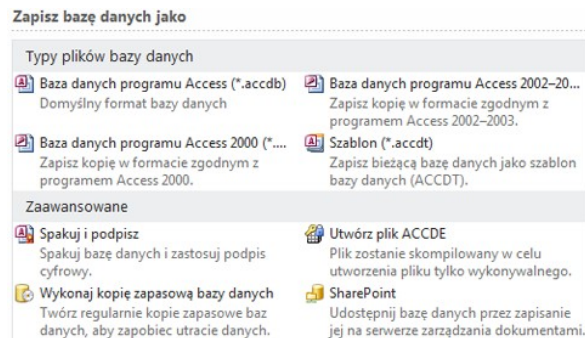 Zapisz bazę danych jako
Typy plików bazy danych
Baza danych programu Access (*.accdb)
Domyślny format bazy danych
Baza danych programu Access 2002–20...
Zapisz kopię w formacie zgodnym z
programem Access 2002–2003.
Baza danych programu Access 2000 (*....
Zapisz kopię w formacie zgodnym z
programem Access 2000.
Szablon (*.accdt)
Zapisz bieżącą bazę danych jako szablon
bazy danych (ACCDT).
Zaawansowane
Spakuj i podpisz
Spakuj bazę danych i zastosuj podpis
cyfrowy.
Utwórz plik ACCDE
Plik zostanie skompilowany w celu
utworzenia pliku tylko wykonywalnego.
Wykonaj kopię zapasową bazy danych
Twórz regularnie kopie zapasowe baz
danych, aby zapobiec utracie danych.
SharePoint
Udostępnij bazę danych przez zapisanie
jej na serwerze zarządzania dokumentami.